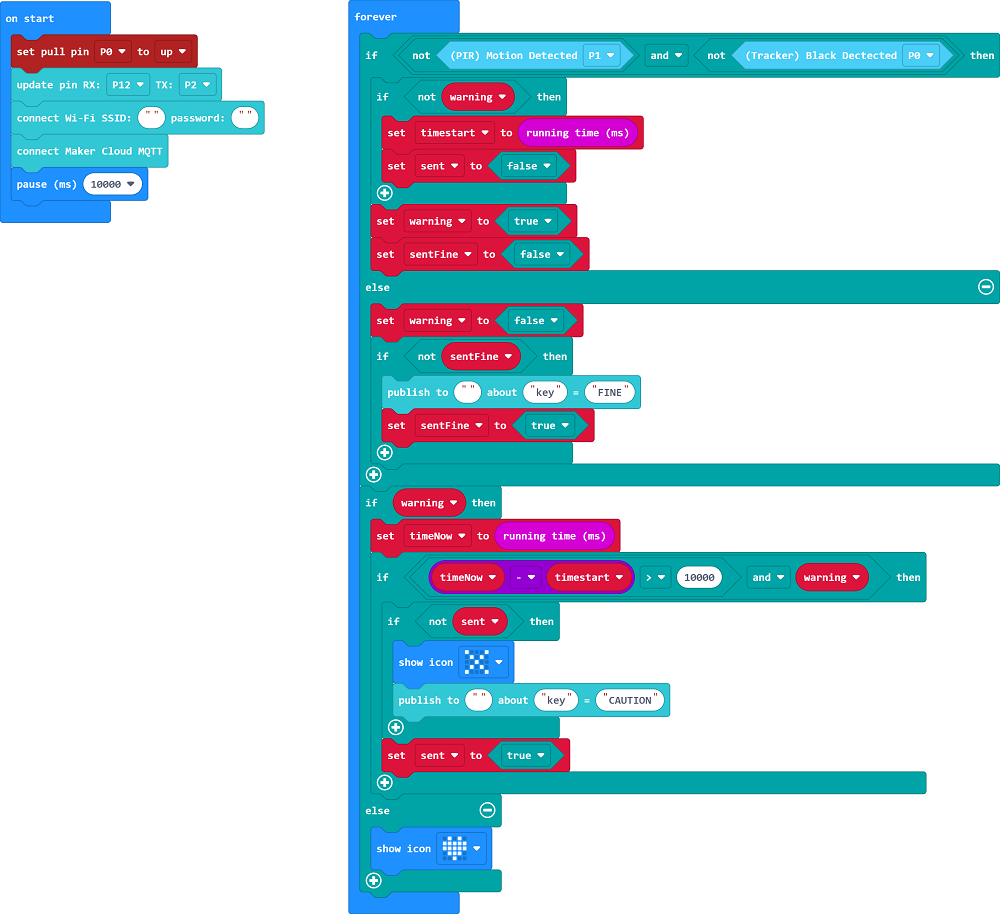 on start
set pull pin P0 to up
update pin RX: P12 TX: P2
connect Wi-Fi SSID: " " password: " "
connect Maker Cloud MQTT
pause (ms) 10000
forever
if not (PIR) Motion Detected P1 and not (Tracker) Black Dectected P0 then
if not warning then
set timestart to running time (ms)
set sent to false
set warning to true
set sentFine to false
else
set warning to false
if not sentFine then
publish to " " about "key" = "FINE"
set sentFine to true
if warning then
set timeNow to running time (ms)
if timeNow - timestart > 10000 and warning then
if not sent then
show icon
publish to " " about "key" = "CAUTION"
set sent to true
else
show icon